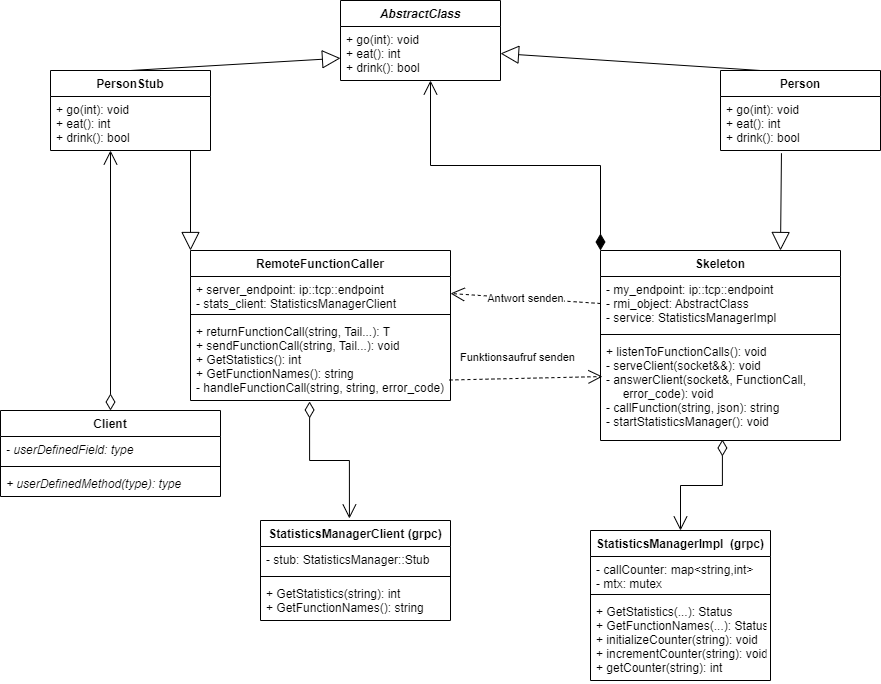 AbstractClass
+ go(int): void
+ eat(): int
+ drink(): bool
PersonStub
+ go(int): void
+ eat(): int
+ drink(): bool
Person
+ go(int): void
+ eat(): int
+ drink(): bool
RemoteFunctionCaller
+ server_endpoint: ip::tcp::endpoint
- stats_client: StatisticsManagerClient
+ returnFunctionCall(string, Tail...): T
+ sendFunctionCall(string, Tail...): void
+ GetStatistics(): int
+ GetFunctionNames(): string
- handleFunctionCall(string, string, error_code)
Antwort senden
Funktionsaufruf senden
Skeleton
- my_endpoint: ip::tcp::endpoint
- rmi_object: AbstractClass
- service: StatisticsManagerImpl
+ listenToFunctionCalls(): void
- serveClient(socket&&): void
- answerClient(socket&, FunctionCall,
error_code): void
- callFunction(string, json): string
- startStatisticsManager(): void
Client
- userDefinedField: type
+ userDefinedMethod(type): type
StatisticsManagerClient (grpc)
- stub: StatisticsManager::Stub
+ GetStatistics(string): int
+ GetFunctionNames(): string
StatisticsManagerImpl (grpc)
- callCounter: map<string,int>
- mtx: mutex
+ GetStatistics(...): Status
+ GetFunctionNames(...): Status
+ initializeCounter(string): void
+ incrementCounter(string): void
+ getCounter(string): int